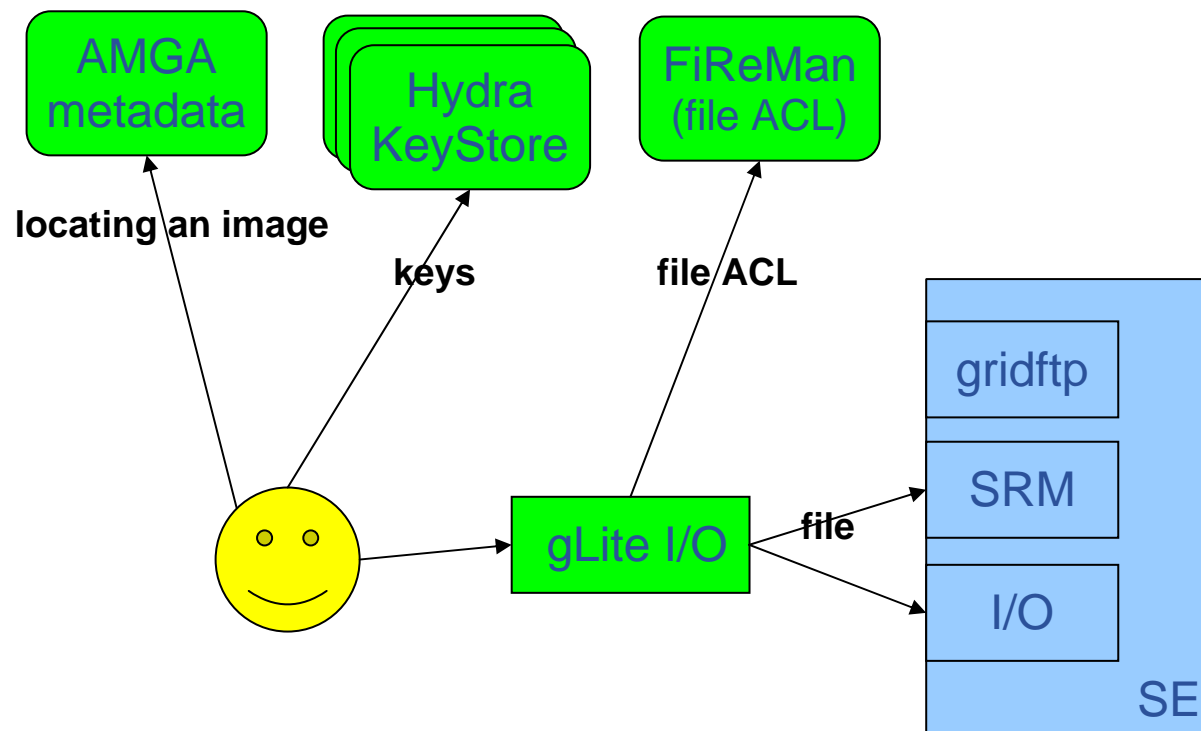 AMGA
metadata
Hydra
KeyStore
FiReMan
(file ACL)
locating an image
keys
file ACL
gridftp
SRM
gLite I/O
file
I/O
SE